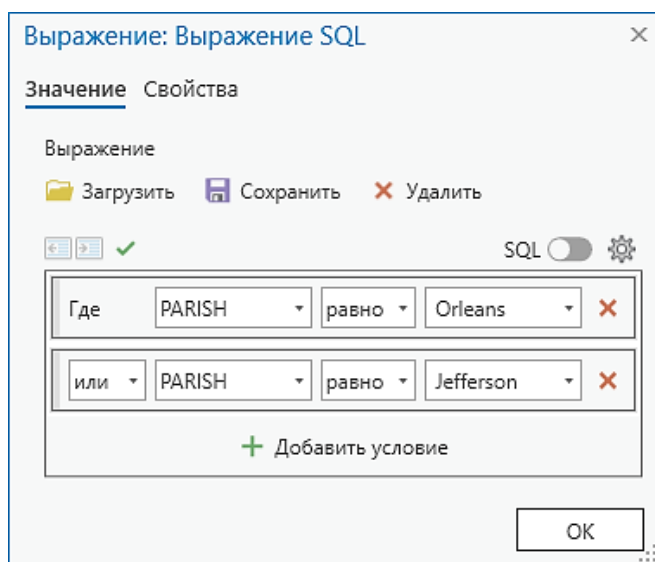 Выражение: Выражение SQL
Значение Свойства
Выражение
Загрузить Сохранить Удалить
SQL
Где PARISH равно Orleans
или PARISH равно Jefferson
Добавить условие
OK